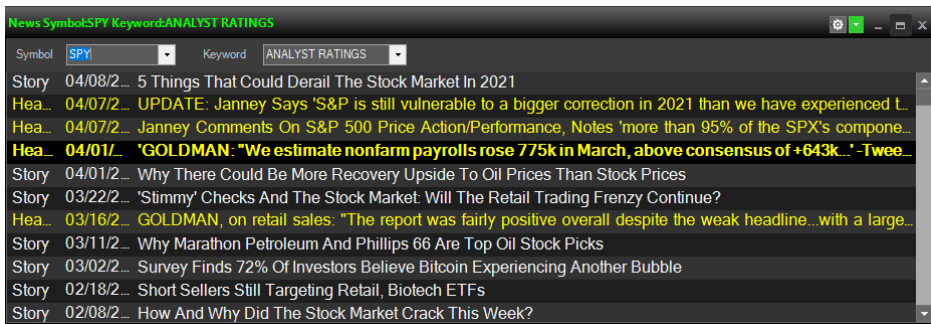 News Symbol:SPY Keyword:ANALYST RATINGS
Symbol SPY Keyword ANALYST RATINGS
Story 04/08/2... 5 Things That Could Derail The Stock Market In 2021
Hea... 04/07/2... UPDATE: Janney Says 'S&P is still vulnerable to a bigger correction in 2021 than we have experienced t...
Hea... 04/07/2... Janney Comments On S&P 500 Price Action/Performance, Notes 'more than 95% of the SPX's compone...
Hea... 04/01/... 'GOLDMAN: "We estimate nonfarm payrolls rose 775k in March, above consensus of +643k...' -Twee...
Story 04/01/2... Why There Could Be More Recovery Upside To Oil Prices Than Stock Prices
Story 03/22/2... 'Stimmy' Checks And The Stock Market: Will The Retail Trading Frenzy Continue?
Hea... 03/16/2... GOLDMAN, on retail sales: "The report was fairly positive overall despite the weak headline...with a large...
Story 03/11/2... Why Marathon Petroleum And Phillips 66 Are Top Oil Stock Picks
Story 03/02/2... Survey Finds 72% Of Investors Believe Bitcoin Experiencing Another Bubble
Story 02/18/2... Short Sellers Still Targeting Retail, Biotech ETFs
Story 02/08/2... How And Why Did The Stock Market Crack This Week?